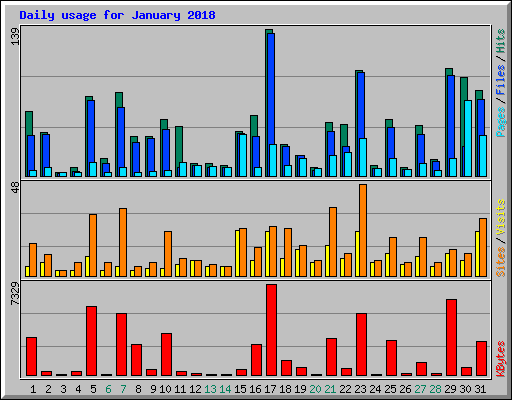 Daily usage for January 2018
139
Pages / Files / Hits
48
Sites / Visits
7329
KBytes
1 2 3 4 5 6 7 8 9 10 11 12 13 14 15 16 17 18 19 20 21 22 23 24 25 26 27 28 29 30 31